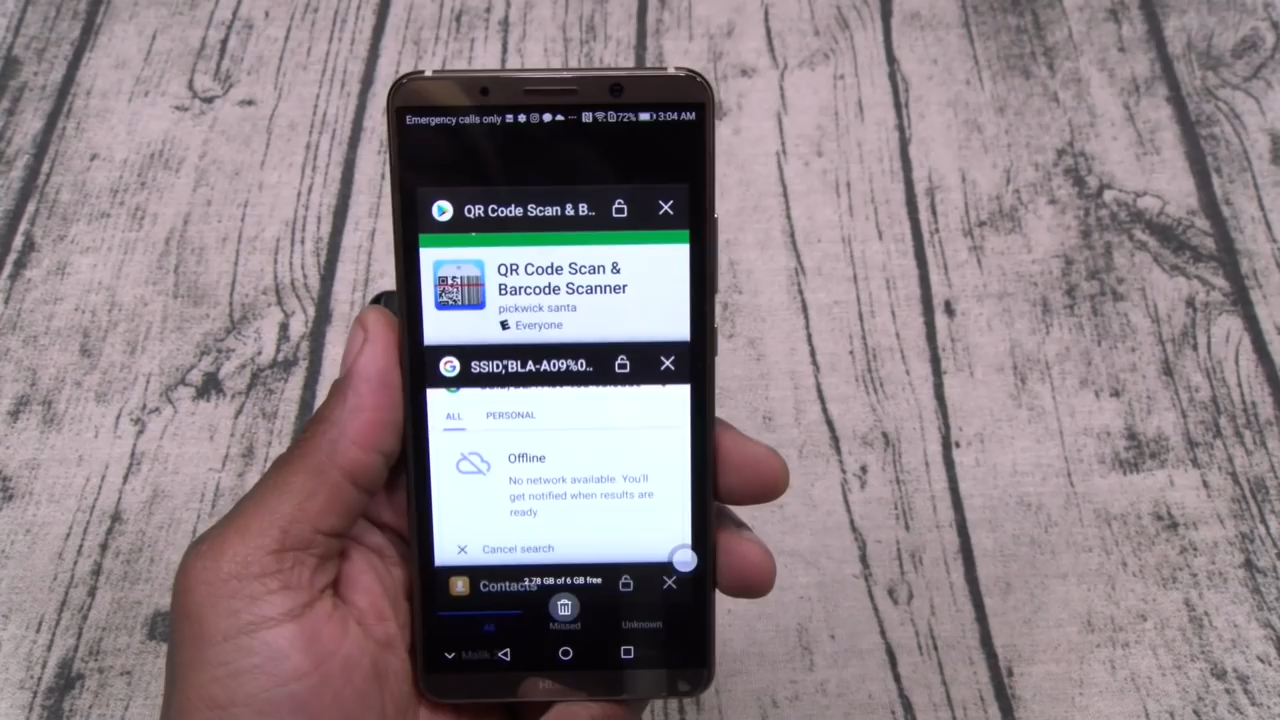 Emergency calls only 72% 3:04 AM
QR Code Scan & B..
QR Code Scan &
Barcode Scanner
pickwick santa
E Everyone
SSID,"BLA-A09%0..
ALL PERSONAL
Offline
No network available. You'll
get notified when results are
ready.
Cancel search
Contacts
2.78 GB of 6 GB free
All Missed Unknown
Malik